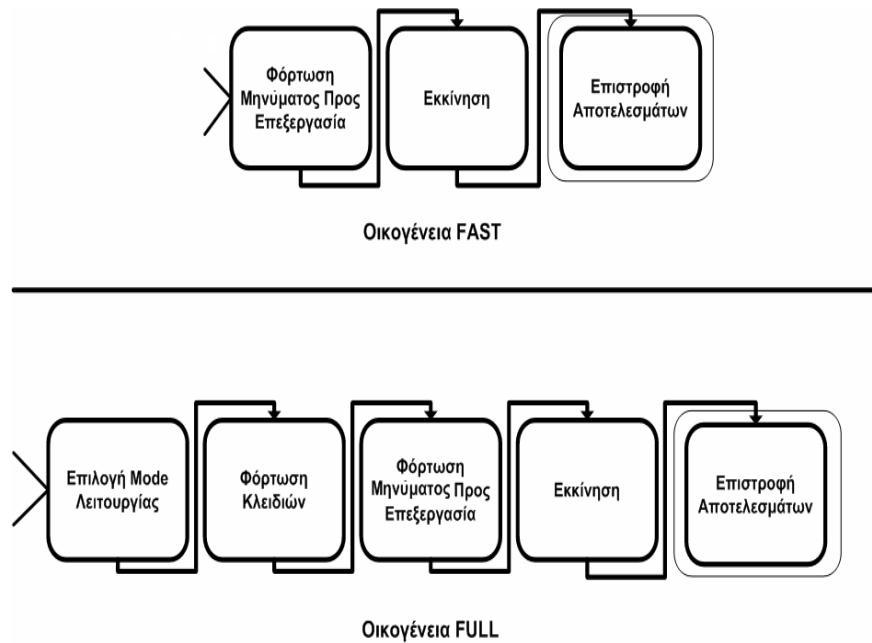 Φόρτωση
Μηνύματος Προς
Επεξεργασία
Εκκίνηση
Επιστροφή
Αποτελεσμάτων
Οικογένεια FAST
Επιλογή Mode
Λειτουργίας
Φόρτωση
Κλειδιών
Φόρτωση
Μηνύματος Προς
Επεξεργασία
Εκκίνηση
Επιστροφή
Αποτελεσμάτων
Οικογένεια FULL